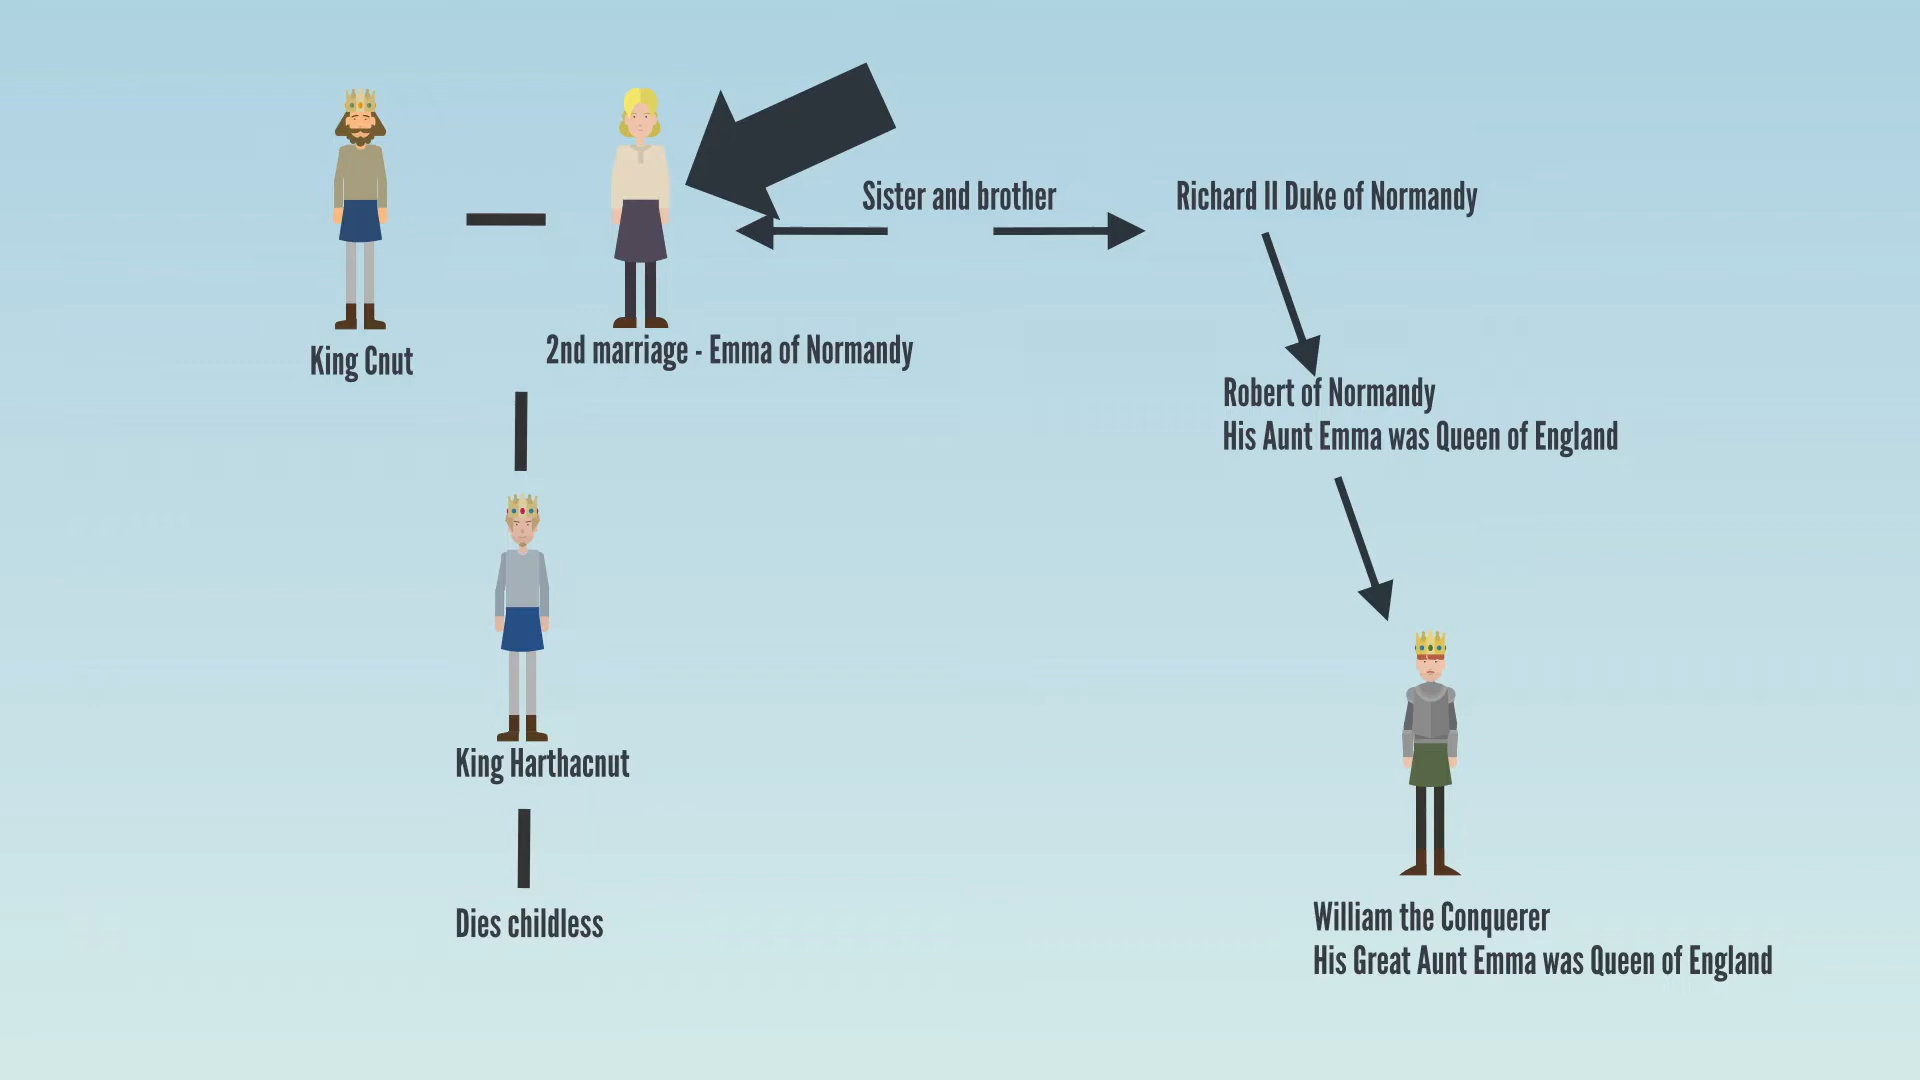 Sister and brother
Richard II Duke of Normandy
King Cnut
2nd marriage - Emma of Normandy
Robert of Normandy
His Aunt Emma was Queen of England
King Harthacnut
Dies childless
William the Conquerer
His Great Aunt Emma was Queen of England